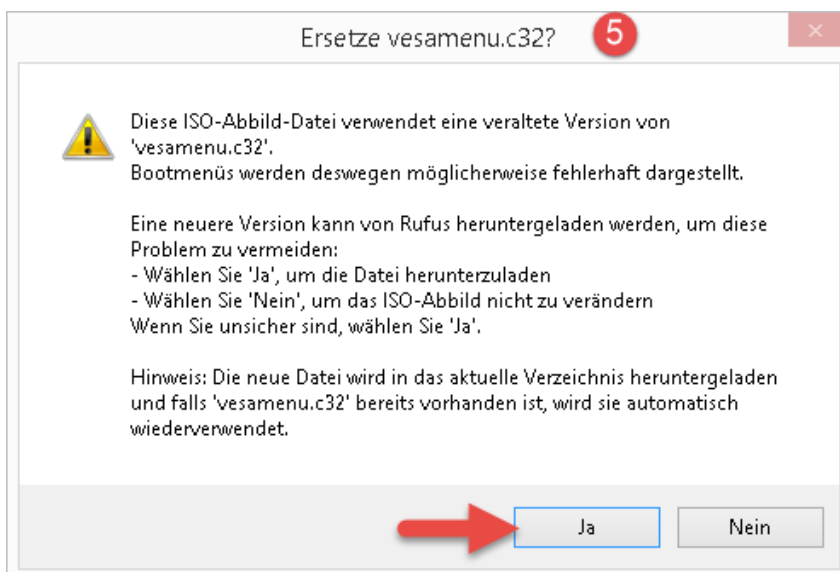 Ersetze vesamenu.c32?
5
Diese ISO-Abbild-Datei verwendet eine veraltete Version von
'vesamenu.c32'.
Bootmenüs werden deswegen möglicherweise fehlerhaft dargestellt.
Eine neuere Version kann von Rufus heruntergeladen werden, um diese
Problem zu vermeiden:
- Wählen Sie 'Ja', um die Datei herunterzuladen
- Wählen Sie 'Nein', um das ISO-Abbild nicht zu verändern
Wenn Sie unsicher sind, wählen Sie 'Ja'.
Hinweis: Die neue Datei wird in das aktuelle Verzeichnis heruntergeladen
und falls 'vesamenu.c32' bereits vorhanden ist, wird sie automatisch
wiederverwendet.
Ja
Nein